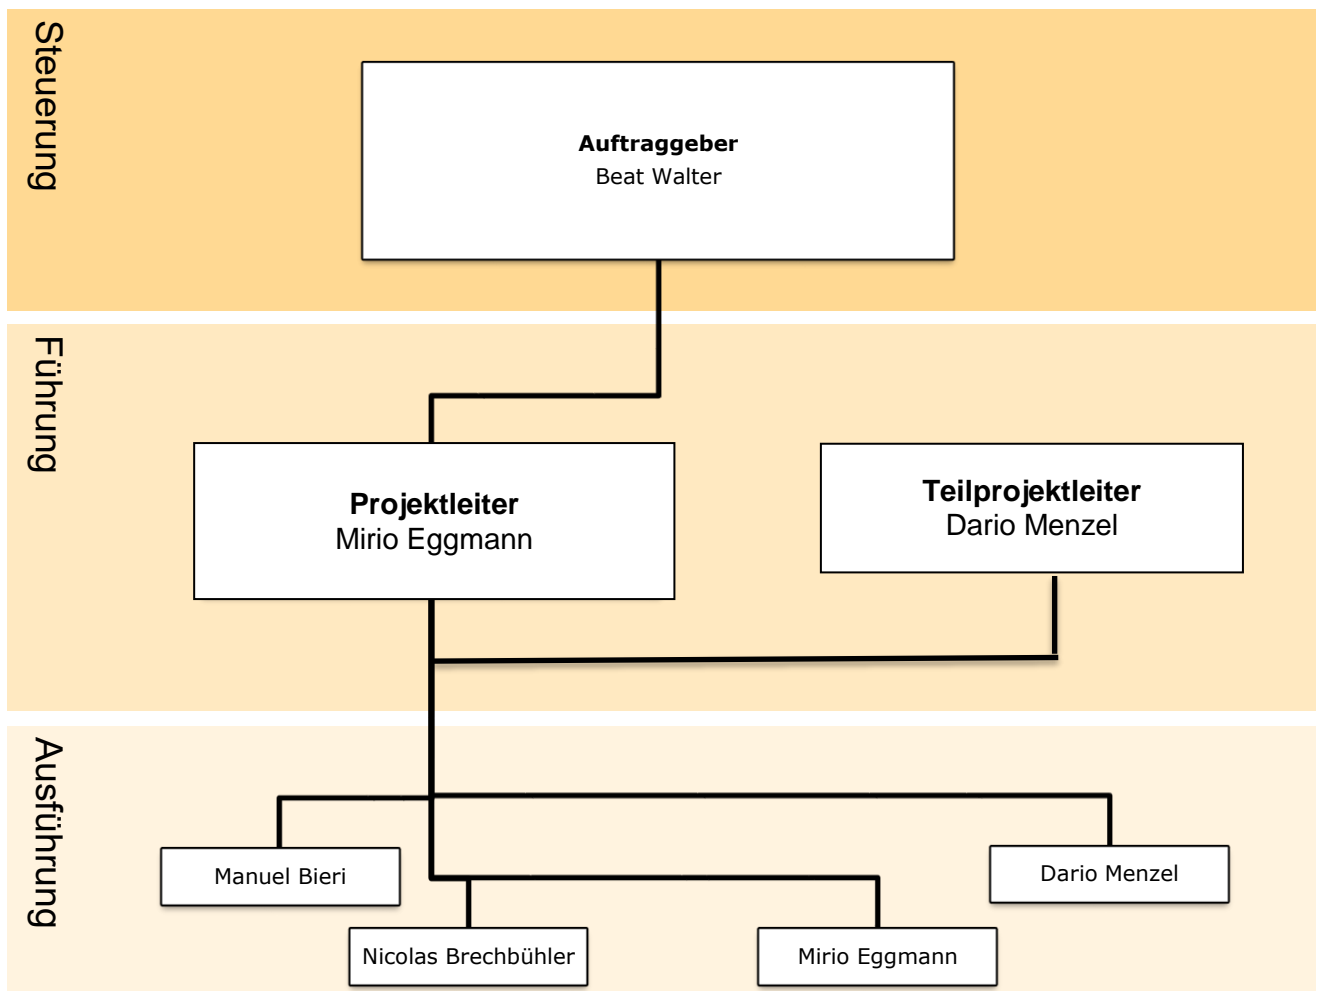 Steuerung
Auftraggeber
Beat Walter
Führung
Projektleiter
Mirio Eggmann
Teilprojektleiter
Dario Menzel
Ausführung
Manuel Bieri
Dario Menzel
Nicolas Brechbühler
Mirio Eggmann